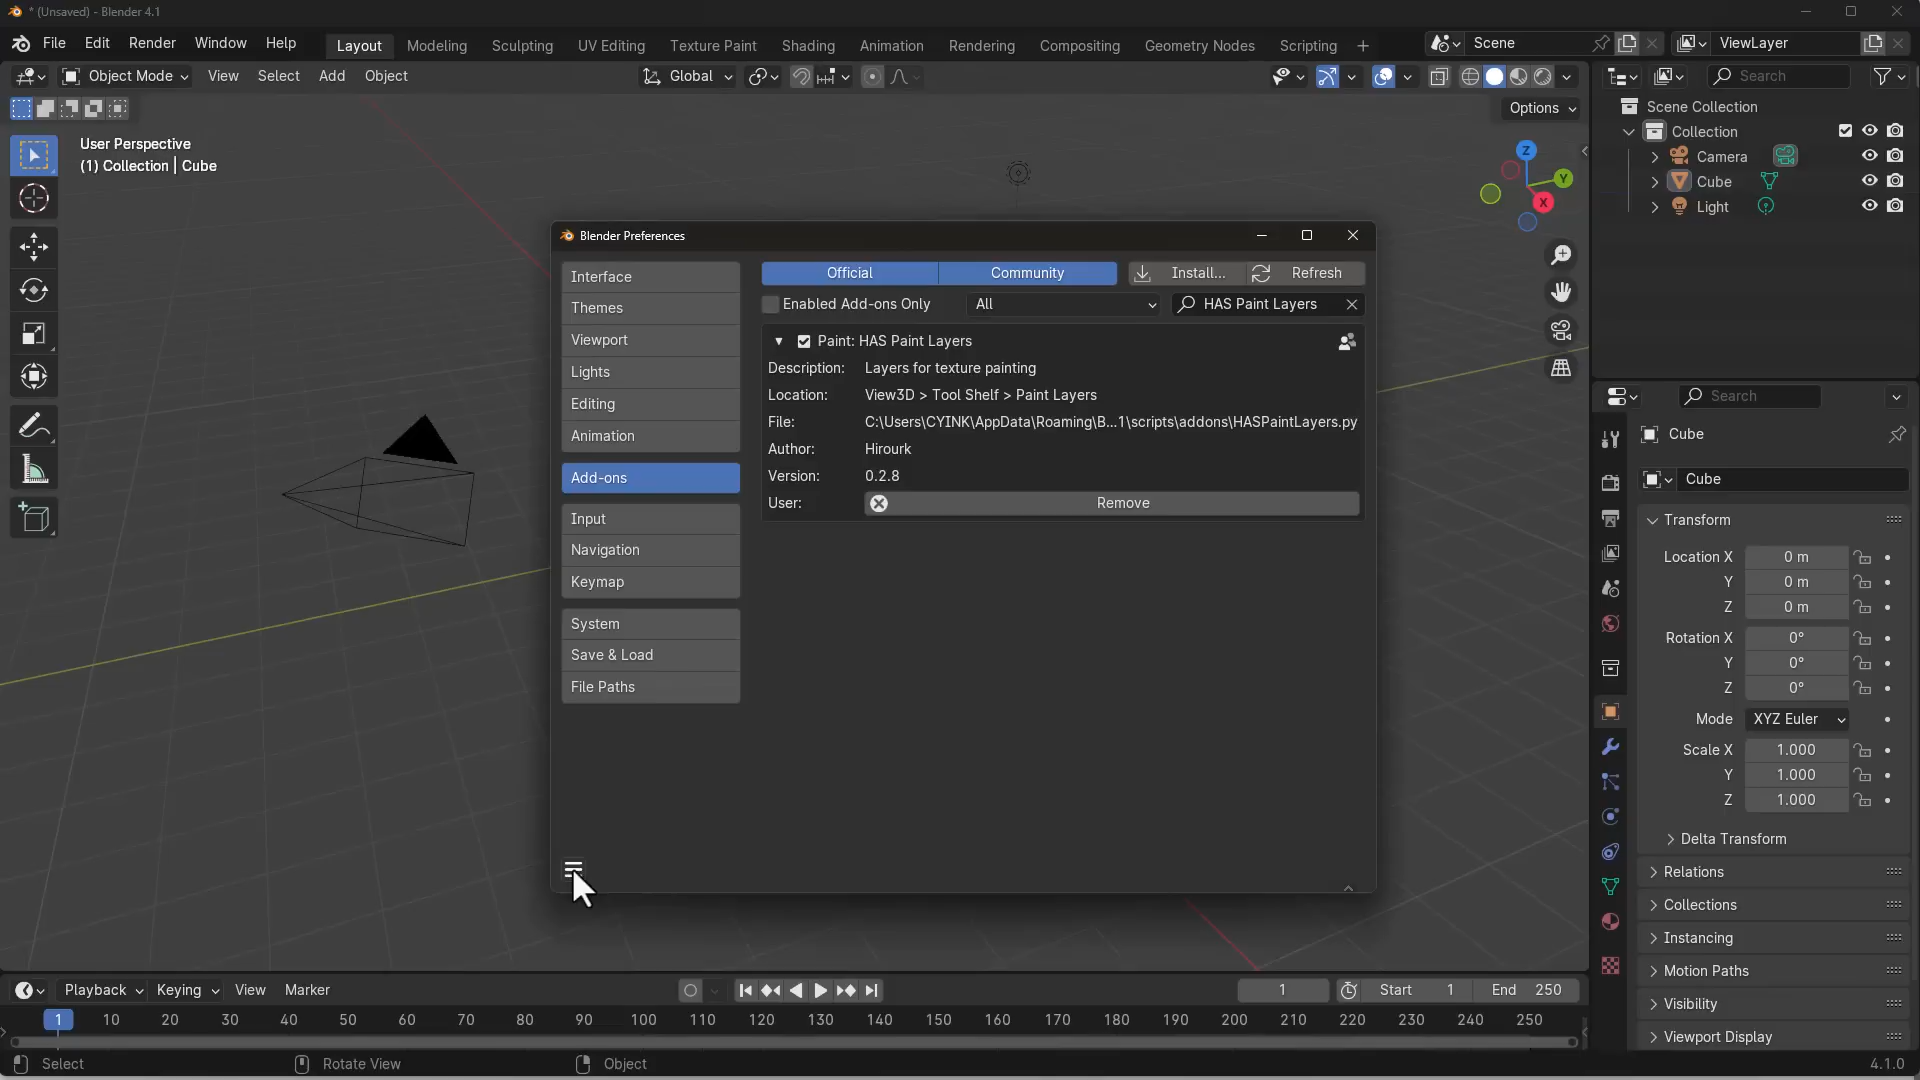 * (Unsaved) - Blender 4.1
File Edit Render Window Help Layout Modeling Sculpting UV Editing Texture Paint Shading Animation Rendering Compositing Geometry Nodes Scripting + Scene ViewLayer
Object Mode View Select Add Object Global Search
Options
User Perspective
(1) Collection | Cube
Z
Y
X
Scene Collection
Collection
Camera
Cube
Light
Blender Preferences
Interface
Themes
Viewport
Lights
Editing
Animation
Add-ons
Input
Navigation
Keymap
System
Save & Load
File Paths
Official Community Install... Refresh
Enabled Add-ons Only All HAS Paint Layers
Paint: HAS Paint Layers
Description: Layers for texture painting
Location: View3D > Tool Shelf > Paint Layers
File: C:\Users\CYINK\AppData\Roaming\B...1\scripts\addons\HASPaintLayers.py
Author: Hirourk
Version: 0.2.8
User: Remove
Search
Cube
Cube
Transform
Location X 0 m
Y 0 m
Z 0 m
Rotation X 0°
Y 0°
Z 0°
Mode XYZ Euler
Scale X 1.000
Y 1.000
Z 1.000
Delta Transform
Relations
Collections
Instancing
Motion Paths
Visibility
Viewport Display
Playback Keying View Marker 1 Start 1 End 250
1 10 20 30 40 50 60 70 80 90 100 110 120 130 140 150 160 170 180 190 200 210 220 230 240 250
Select Rotate View Object 4.1.0